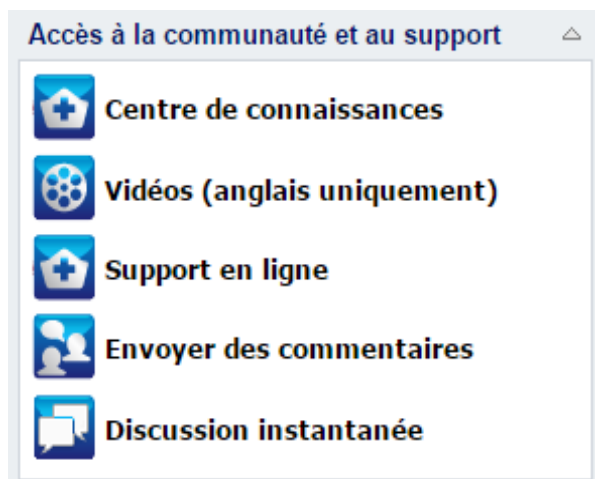 Accès à la communauté et au support
Centre de connaissances
Vidéos (anglais uniquement)
Support en ligne
Envoyer des commentaires
Discussion instantanée